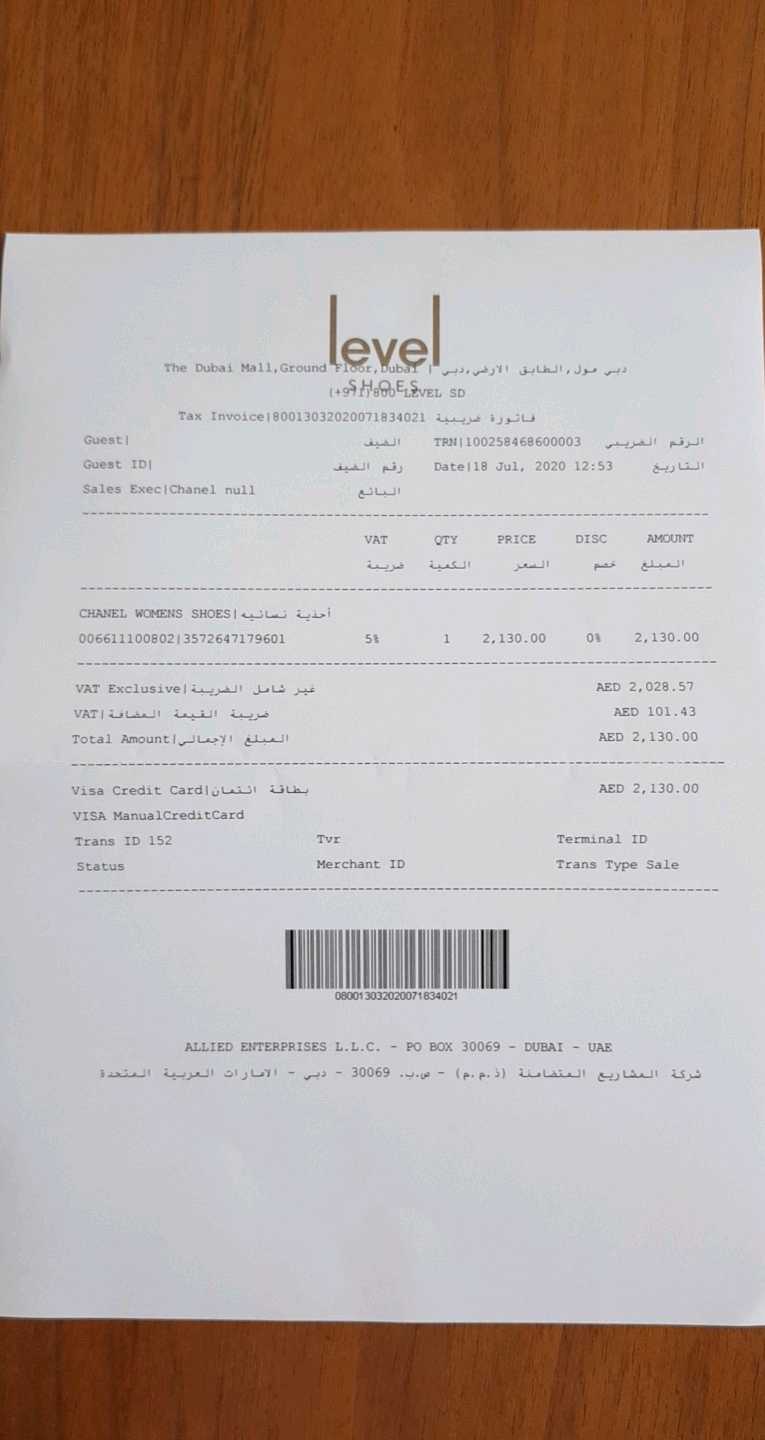 level
SHOES
The Dubai Mall,Ground Floor,Dubai | دبي مول,الطابق الارضي,دبي
(+971)800 LEVEL SD
Tax Invoice|80013032020071834021 فاتورة ضريبية
Guest| الضيف TRN|100258468600003 الرقم الضريبي
Guest ID| رقم الضيف Date|18 Jul, 2020 12:53 التاريخ
Sales Exec|Chanel null البائع
VAT QTY PRICE DISC AMOUNT
ضريبة الكمية السعر خصم المبلغ
CHANEL WOMENS SHOES|أحذية نسائيه
006611100802|3572647179601 5% 1 2,130.00 0% 2,130.00
VAT Exclusive|غير شامل الضريبة AED 2,028.57
VAT|ضريبة القيمة المضافة AED 101.43
Total Amount|المبلغ الإجمالي AED 2,130.00
Visa Credit Card|بطاقة ائتمان AED 2,130.00
VISA ManualCreditCard
Trans ID 152 Tvr Terminal ID
Status Merchant ID Trans Type Sale
080013032020071834021
ALLIED ENTERPRISES L.L.C. - PO BOX 30069 - DUBAI - UAE
شركة المشاريع المتضامنة (ذ.م.م) - ص.ب. 30069 - دبي - الامارات العربية المتحدة